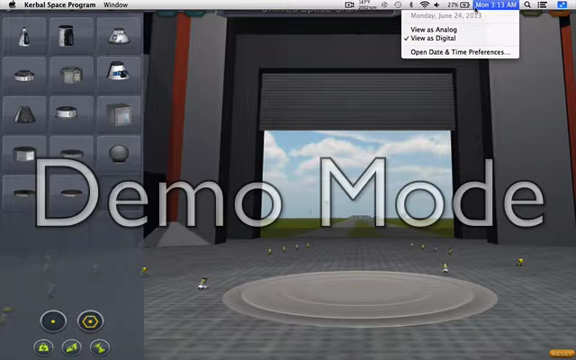 Kerbal Space Program Window
27%
Mon 3:13 AM
Monday, June 24, 2013
View as Analog
✓ View as Digital
Open Date & Time Preferences...
Demo Mode